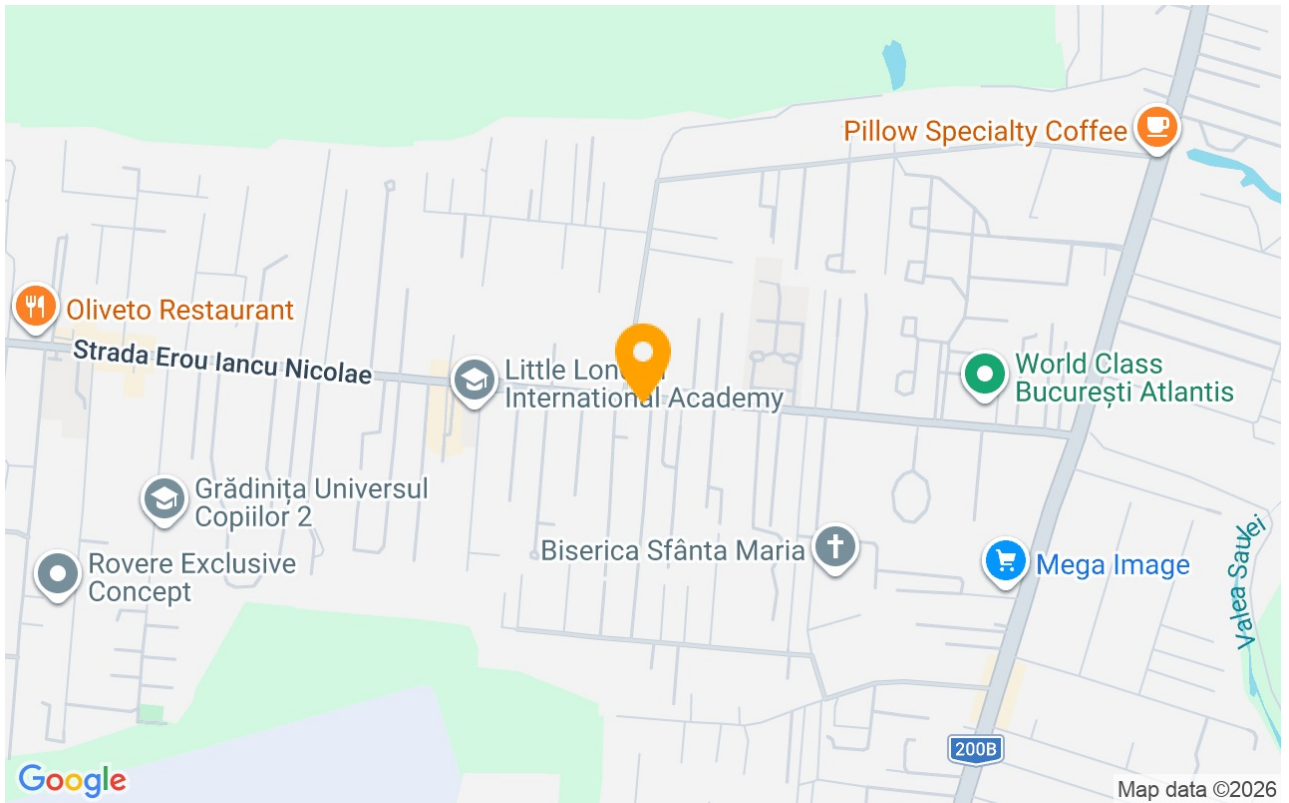 Pillow Specialty Coffee
Oliveto Restaurant
Strada Erou Iancu Nicolae
Little London
International Academy
World Class
București Atlantis
Grădinița Universul
Copiilor 2
Biserica Sfânta Maria
Mega Image
Valea Saulei
Rovere Exclusive
Concept
200B
Google
Map data ©2026